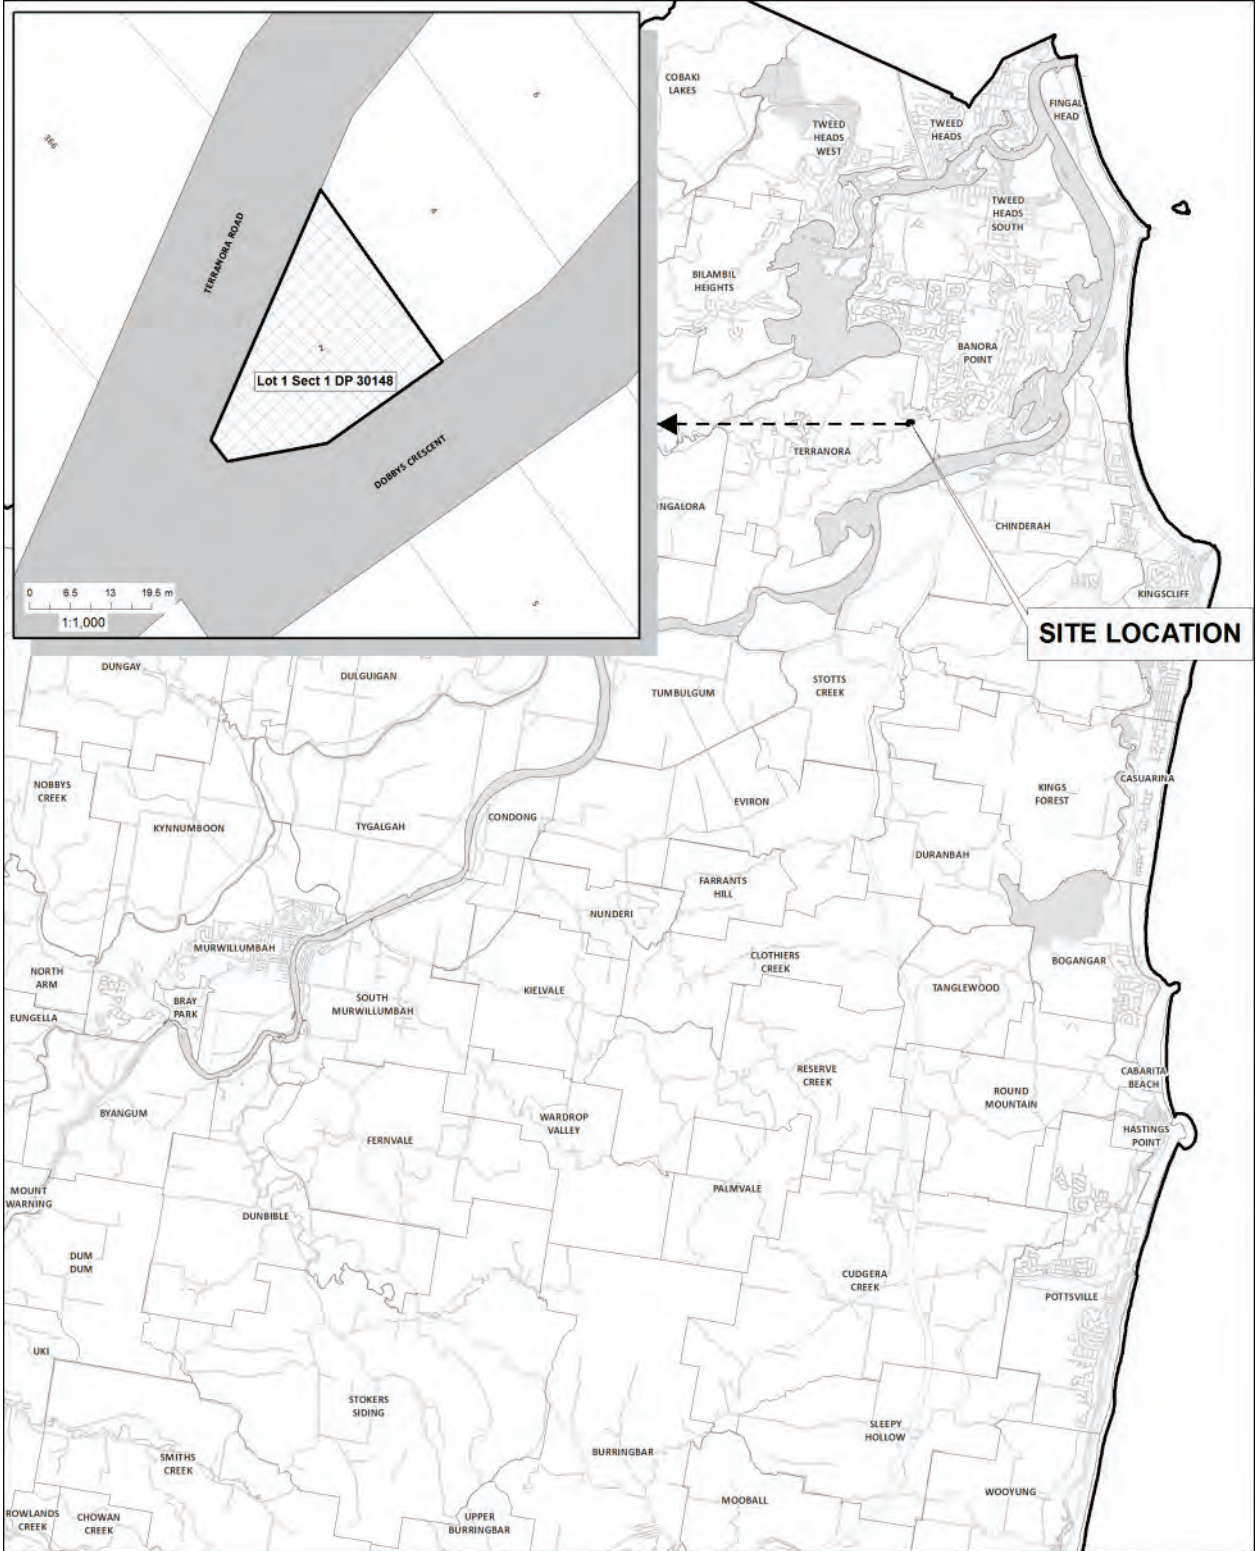 386
6
4
2
5
TERRANORA ROAD
Lot 1 Sect 1 DP 30148
DOBBYS CRESCENT
0 6.5 13 19.5 m
1:1,000
COBAKI
LAKES
TWEED
HEADS
WEST
TWEED
HEADS
FINGAL
HEAD
TWEED
HEADS
SOUTH
BILAMBIL
HEIGHTS
BANORA
POINT
TERRANORA
NGALORA
CHINDERAH
KINGSCLIFF
SITE LOCATION
DUNGAY
DULGUIGAN
TUMBULGUM
STOTTS
CREEK
NOBBYS
CREEK
KYNNUMBOON
TYGALGAH
CONDONG
EVIRON
KINGS
FOREST
CASUARINA
DURANBAH
FARRANTS
HILL
NUNDERI
MURWILLUMBAH
CLOTHIERS
CREEK
BOGANGAR
NORTH
ARM
BRAY
PARK
SOUTH
MURWILLUMBAH
KIELVALE
TANGLEWOOD
EUNGELLA
RESERVE
CREEK
CABARITA
BEACH
ROUND
MOUNTAIN
BYANGUM
FERNVALE
WARDROP
VALLEY
HASTINGS
POINT
MOUNT
WARNING
PALMVALE
DUNBIBLE
DUM
DUM
CUDGERA
CREEK
POTTSVILLE
UKI
STOKERS
SIDING
SLEEPY
HOLLOW
SMITHS
CREEK
BURRINGBAR
MOOBALL
WOOYUNG
ROWLANDS
CREEK
CHOWAN
CREEK
UPPER
BURRINGBAR